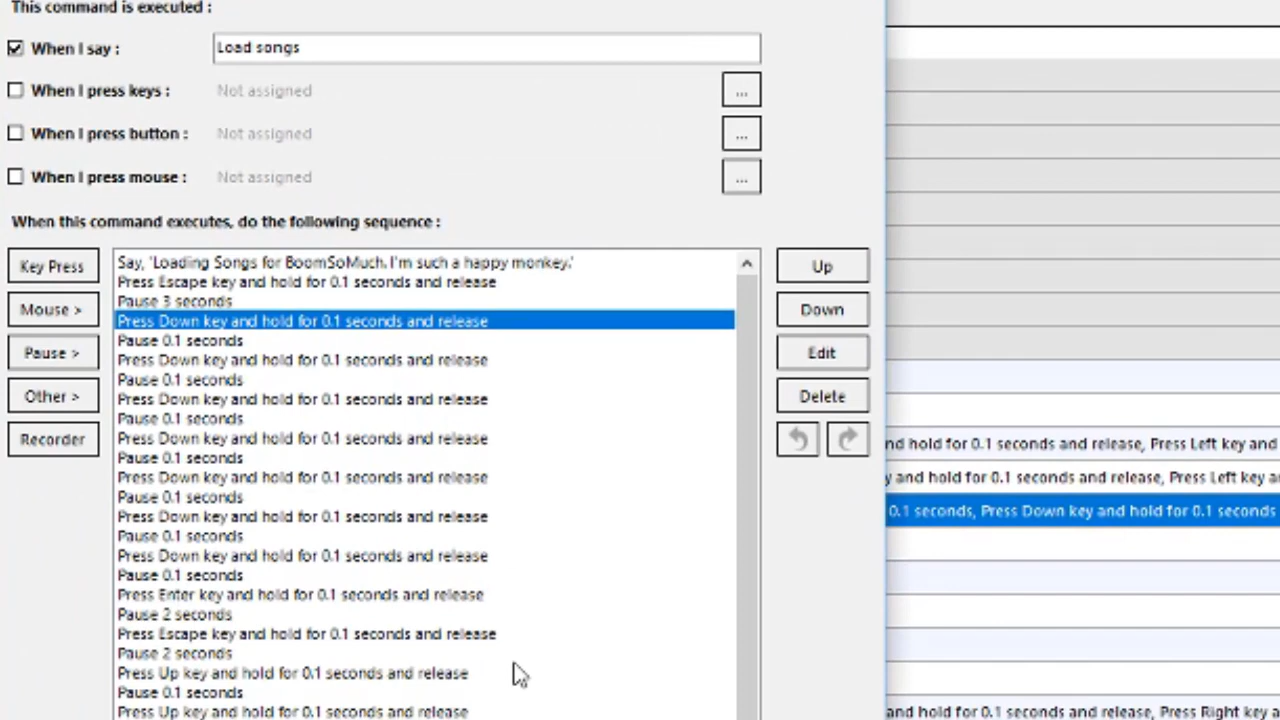 This command is executed :
When I say : Load songs
When I press keys : Not assigned ...
When I press button : Not assigned ...
When I press mouse : Not assigned ...
When this command executes, do the following sequence :
Key Press
Mouse >
Pause >
Other >
Recorder
Say, 'Loading Songs for BoomSoMuch. I'm such a happy monkey.'
Press Escape key and hold for 0.1 seconds and release
Pause 3 seconds
Press Down key and hold for 0.1 seconds and release
Pause 0.1 seconds
Press Down key and hold for 0.1 seconds and release
Pause 0.1 seconds
Press Down key and hold for 0.1 seconds and release
Pause 0.1 seconds
Press Down key and hold for 0.1 seconds and release
Pause 0.1 seconds
Press Down key and hold for 0.1 seconds and release
Pause 0.1 seconds
Press Down key and hold for 0.1 seconds and release
Pause 0.1 seconds
Press Down key and hold for 0.1 seconds and release
Pause 0.1 seconds
Press Enter key and hold for 0.1 seconds and release
Pause 2 seconds
Press Escape key and hold for 0.1 seconds and release
Pause 2 seconds
Press Up key and hold for 0.1 seconds and release
Pause 0.1 seconds
Press Up key and hold for 0.1 seconds and release
Up
Down
Edit
Delete
nd hold for 0.1 seconds and release, Press Left key and
y and hold for 0.1 seconds and release, Press Left key a
0.1 seconds, Press Down key and hold for 0.1 seconds
and hold for 0.1 seconds and release, Press Right key a